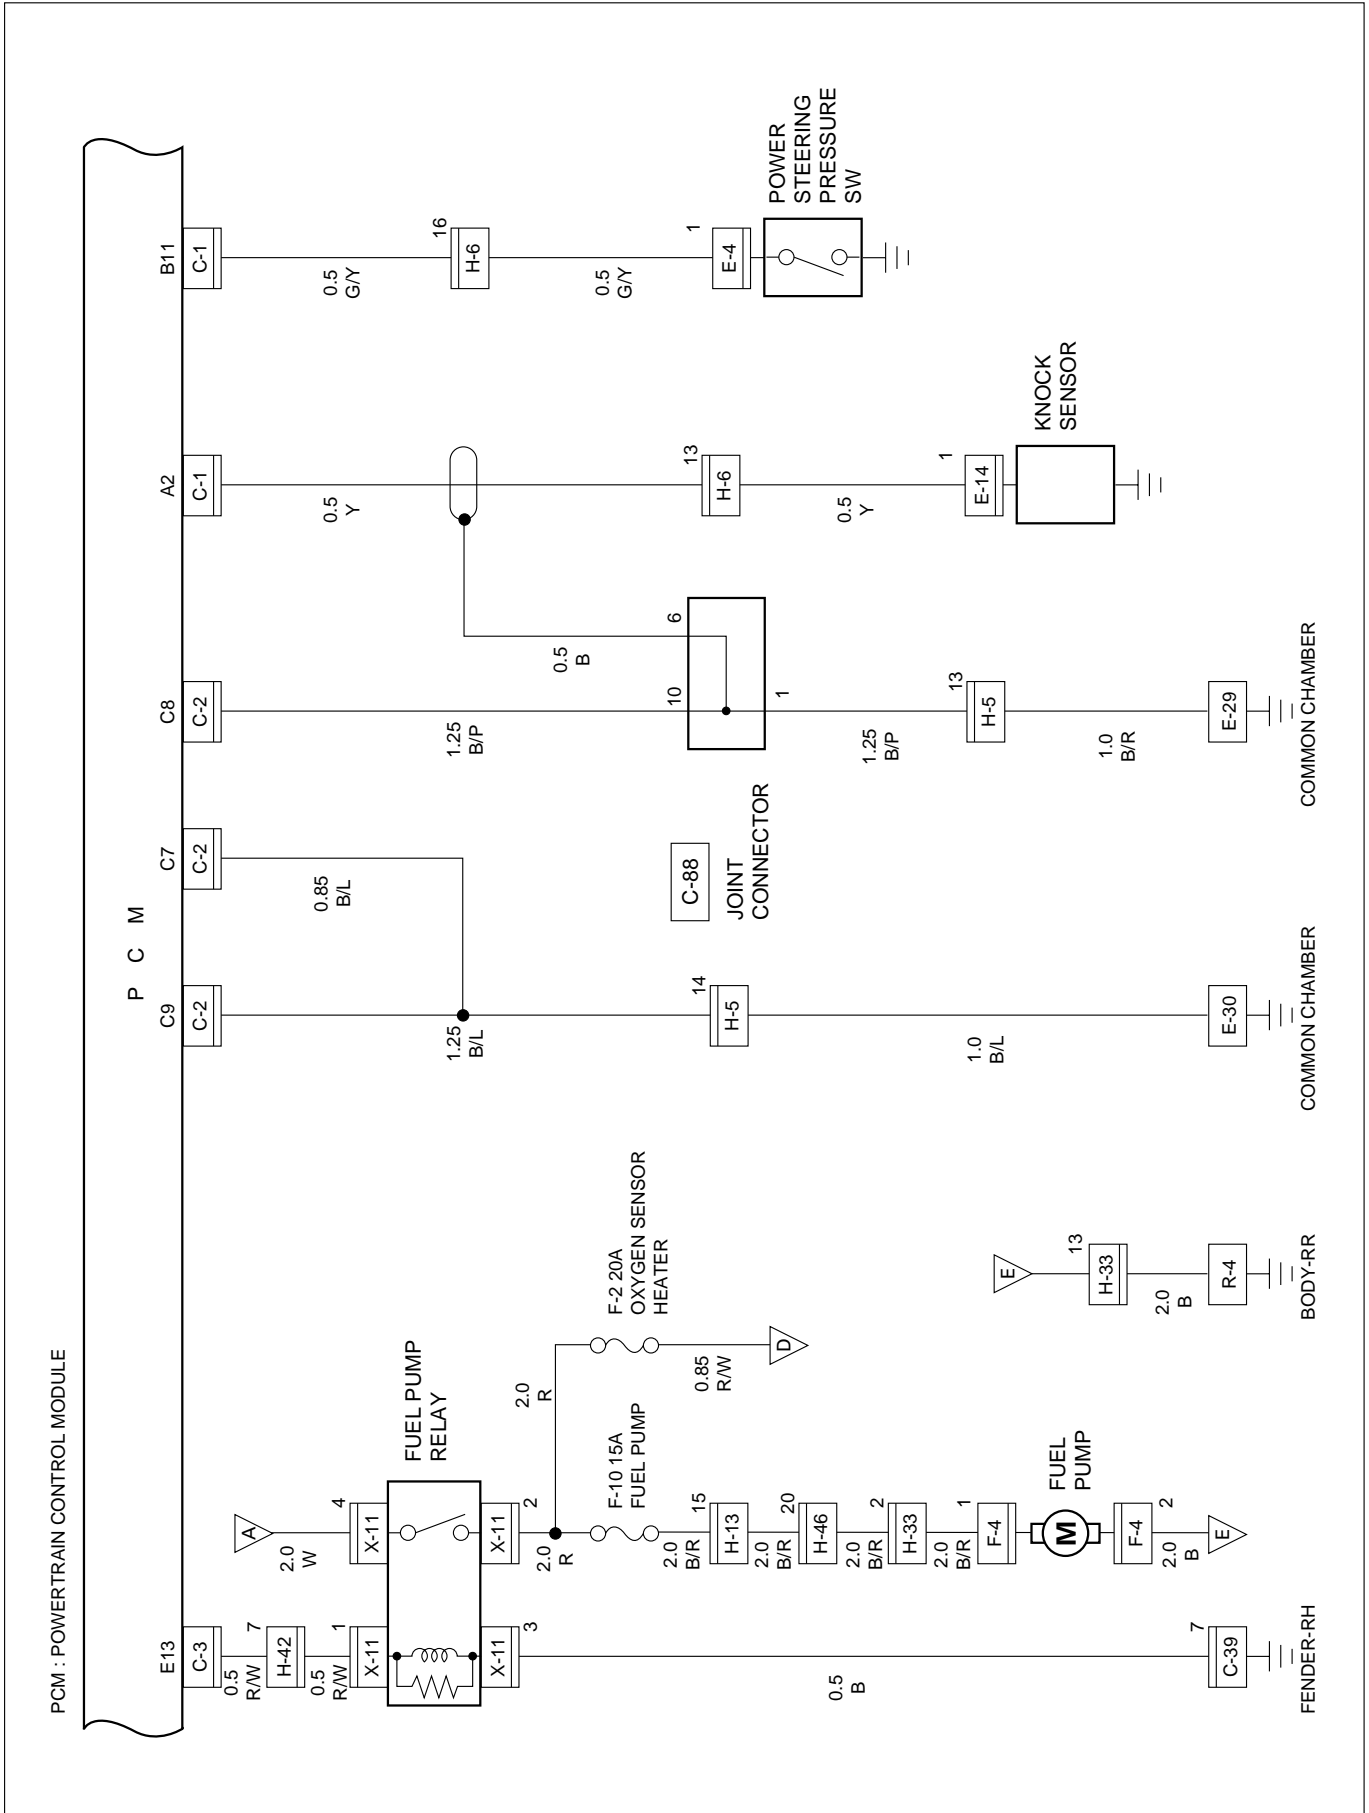 PCM : POWERTRAIN CONTROL MODULE
P C M
E13
C-3
0.5
R/W
7
H-42
0.5
R/W
1
X-11
X-11
3
0.5
B
7
C-39
FENDER-RH
A
2.0
W
4
X-11
FUEL PUMP
RELAY
X-11
2
2.0
R
2.0
R
F-10 15A
FUEL PUMP
2.0
B/R
15
H-13
2.0
B/R
20
H-46
2.0
B/R
2
H-33
2.0
B/R
1
F-4
M
FUEL
PUMP
F-4
2
2.0
B
E
F-2 20A
OXYGEN SENSOR
HEATER
0.85
R/W
D
E
13
H-33
2.0
B
R-4
BODY-RR
C9
C-2
1.25
B/L
14
H-5
1.0
B/L
E-30
COMMON CHAMBER
C7
C-2
0.85
B/L
C-88
JOINT
CONNECTOR
C8
C-2
1.25
B/P
10
6
1
1.25
B/P
13
H-5
1.0
B/R
E-29
COMMON CHAMBER
0.5
B
A2
C-1
0.5
Y
13
H-6
0.5
Y
1
E-14
KNOCK
SENSOR
B11
C-1
0.5
G/Y
16
H-6
0.5
G/Y
1
E-4
POWER
STEERING
PRESSURE
SW